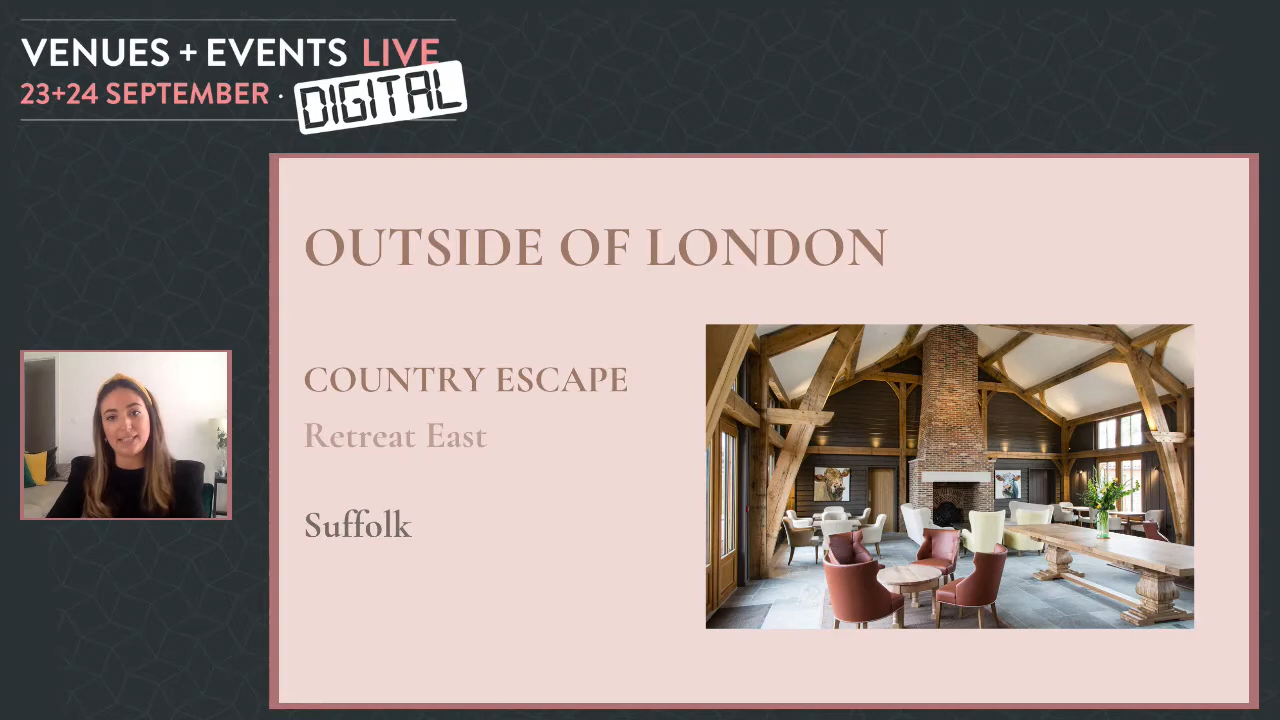 VENUES + EVENTS LIVE
23+24 SEPTEMBER · DIGITAL
OUTSIDE OF LONDON
COUNTRY ESCAPE
Retreat East
Suffolk